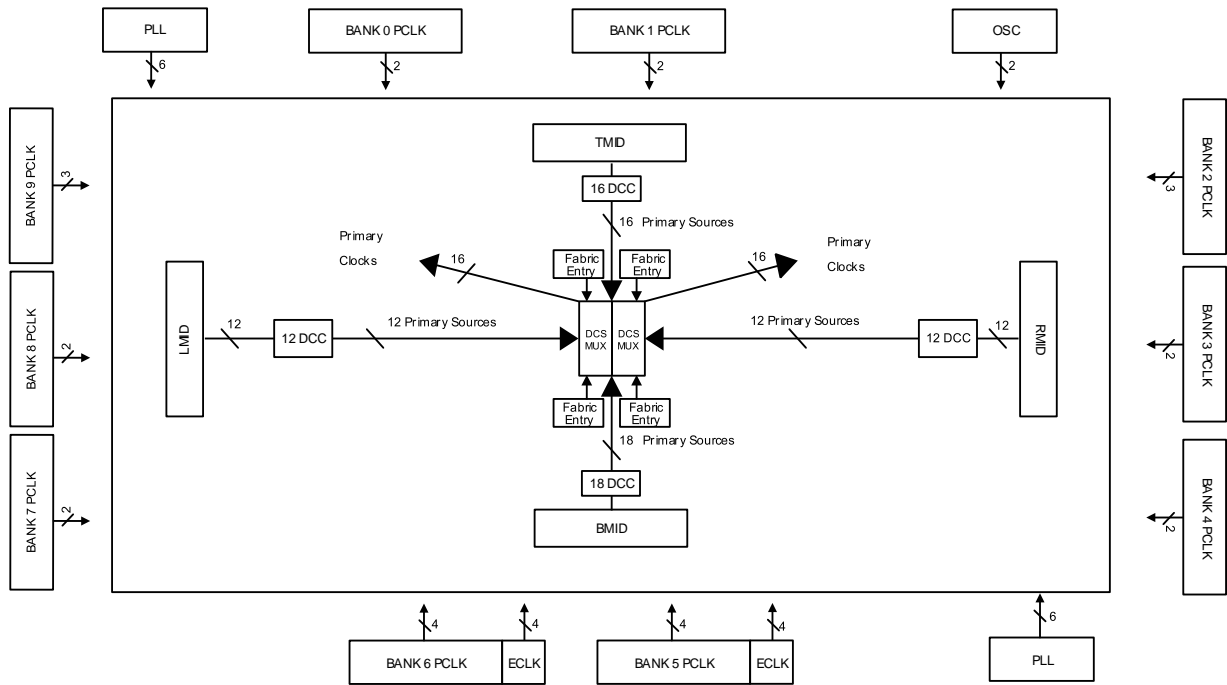 PLL
BANK 0 PCLK
BANK 1 PCLK
OSC
6
2
2
2
BANK 9 PCLK
3
BANK 8 PCLK
2
BANK 7 PCLK
2
TMID
16 DCC
16 Primary Sources
Primary
Clocks
16
Fabric
Entry
Fabric
Entry
16
Primary
Clocks
LMID
12
12 DCC
12 Primary Sources
DCS
MUX
DCS
MUX
12 Primary Sources
12 DCC
12
RMID
Fabric
Entry
Fabric
Entry
18 Primary Sources
18 DCC
BMID
BANK 2 PCLK
3
BANK 3 PCLK
2
BANK 4 PCLK
2
4
4
4
4
6
BANK 6 PCLK
ECLK
BANK 5 PCLK
ECLK
PLL